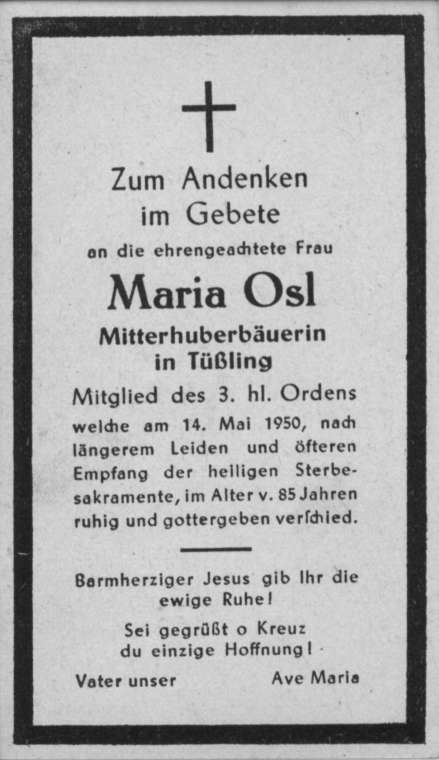 Zum Andenken
im Gebete
an die ehrengeachtete Frau
Maria Osl
Mitterhuberbäuerin
in Tüßling
Mitglied des 3. hl. Ordens
welche am 14. Mai 1950, nach
längerem Leiden und öfteren
Empfang der heiligen Sterbe-
sakramente, im Alter v. 85 Jahren
ruhig und gottergeben verſchied.
Barmherziger Jesus gib Ihr die
ewige Ruhe!
Sei gegrüßt o Kreuz
du einzige Hoffnung!
Vater unser Ave Maria